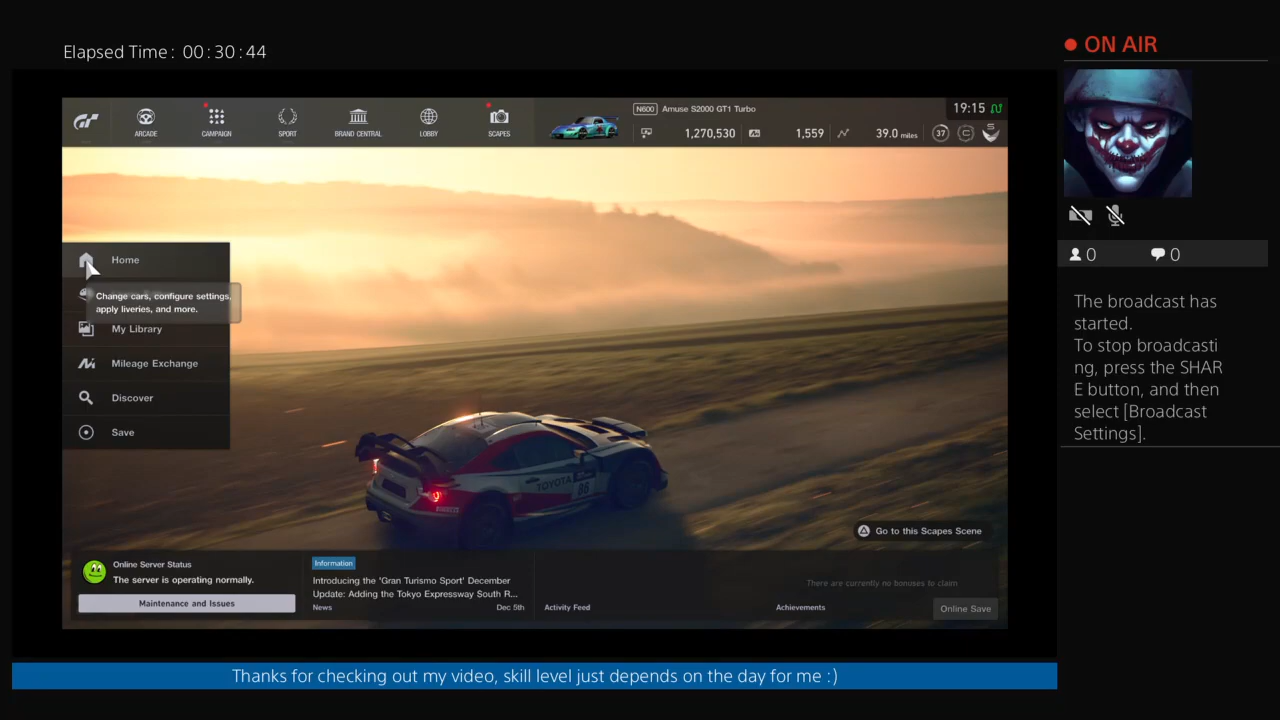 Elapsed Time: 00:30:44
ON AIR
ARCADE
CAMPAIGN
SPORT
BRAND CENTRAL
LOBBY
SCAPES
N600 Amuse S2000 GT1 Turbo
1,270,530
1,559
39.0 miles
37
C
S
19:15
Home
Change cars, configure settings,
apply liveries, and more.
My Library
Mileage Exchange
Discover
Save
TOYOTA
86
Go to this Scapes Scene
Online Server Status
The server is operating normally.
Maintenance and Issues
Information
Introducing the 'Gran Turismo Sport' December
Update: Adding the Tokyo Expressway South R...
News
Dec 5th
Activity Feed
There are currently no bonuses to claim
Achievements
Online Save
0
0
The broadcast has
started.
To stop broadcasti
ng, press the SHAR
E button, and then
select [Broadcast
Settings].
Thanks for checking out my video, skill level just depends on the day for me :)